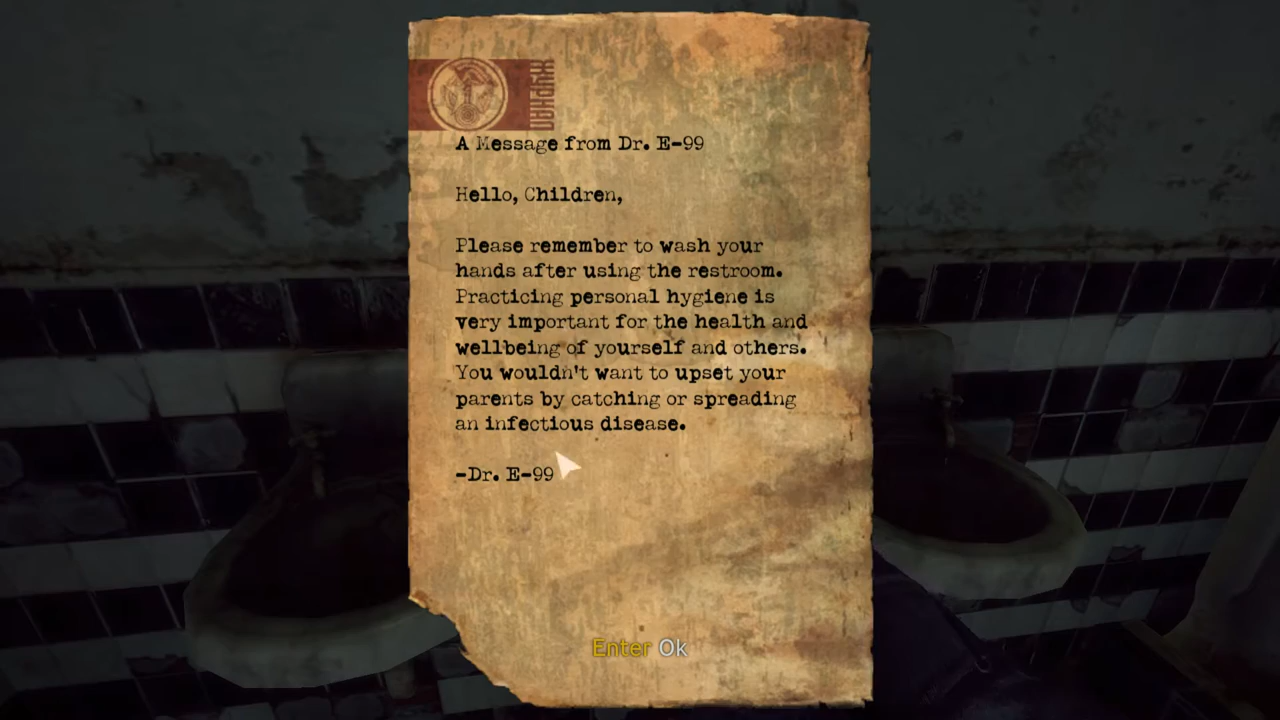 A Message from Dr. E-99
Hello, Children,
Please remember to wash your
hands after using the restroom.
Practicing personal hygiene is
very important for the health and
wellbeing of yourself and others.
You wouldn't want to upset your
parents by catching or spreading
an infectious disease.
-Dr. E-99
Enter Ok